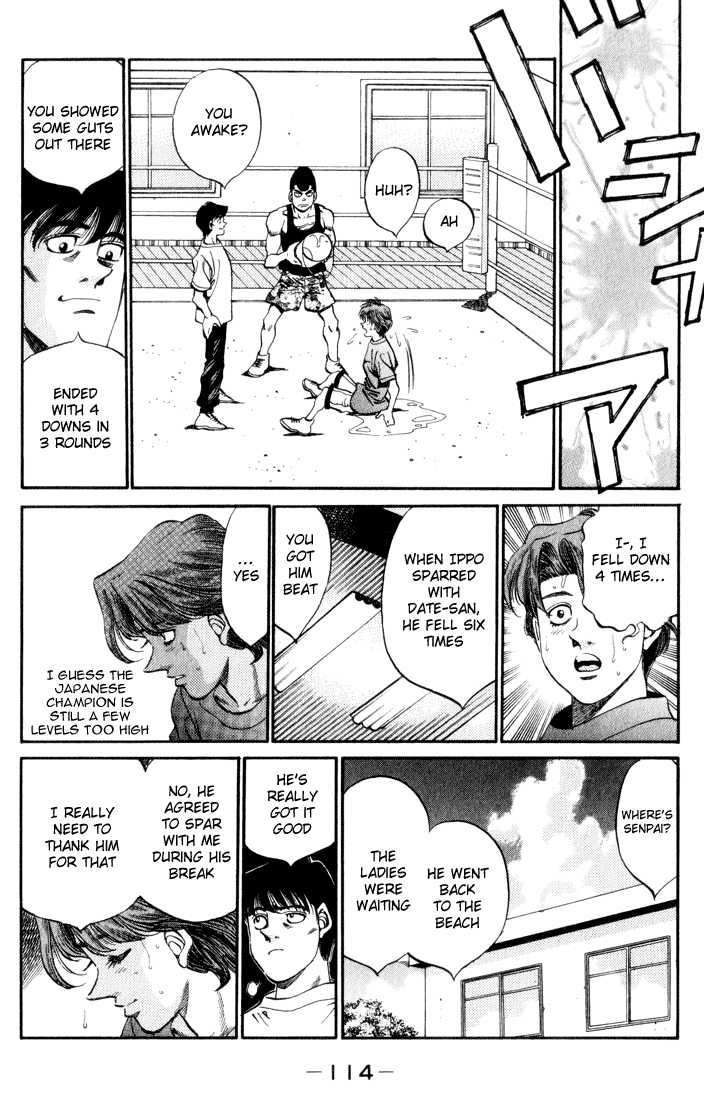 バシャア
AH
HUH?
YOU
AWAKE?
YOU SHOWED
SOME GUTS
OUT THERE
ENDED
WITH 4
DOWNS IN
3 ROUNDS
I-, I
FELL DOWN
4 TIMES...
WHEN IPPO
SPARRED
WITH
DATE-SAN,
HE FELL SIX
TIMES
YOU
GOT
HIM
BEAT
...
YES
I GUESS THE
JAPANESE
CHAMPION IS
STILL A FEW
LEVELS TOO HIGH
WHERE'S
SENPAI?
HE WENT
BACK
TO THE
BEACH
THE
LADIES
WERE
WAITING
HE'S
REALLY
GOT IT
GOOD
NO, HE
AGREED
TO SPAR
WITH ME
DURING HIS
BREAK
I REALLY
NEED TO
THANK HIM
FOR THAT
—114—